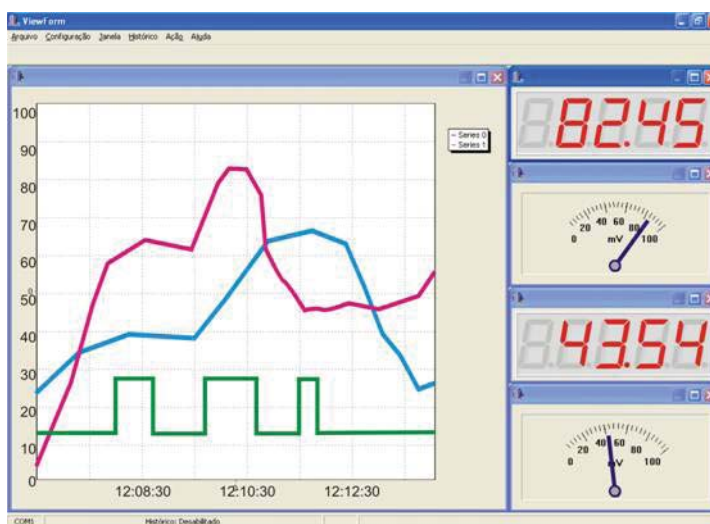 ViewForm
Arquivo Configuração Janela Histórico Ação Ajuda
100
90
80
70
60
50
40
30
20
10
0
12:08:30 12:10:30 12:12:30
Series 0
Series 1
82.45
0 20 40 60 80 100
mV
43.54
0 20 40 60 80 100
mV
COM5 Histórico: Desabilitado